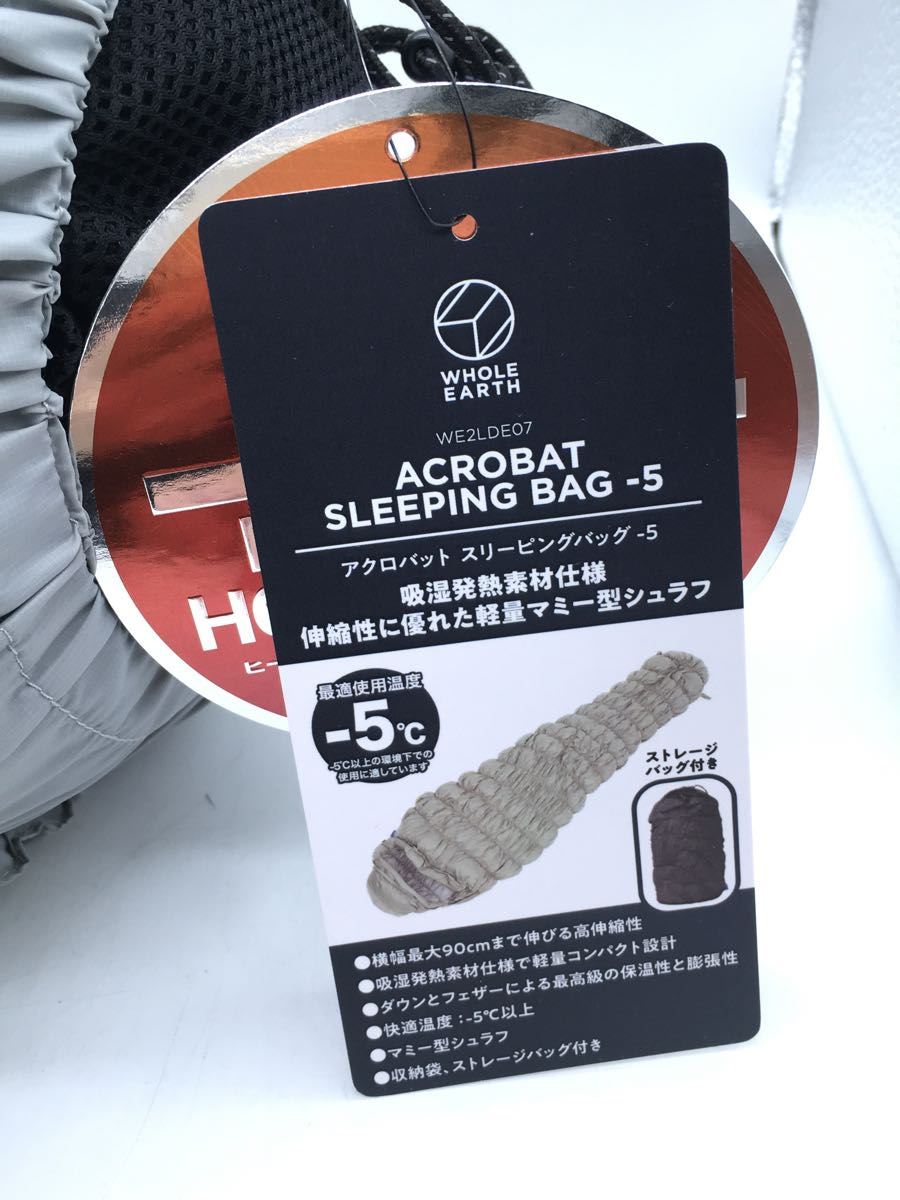 WHOLE
EARTH
WE2LDE07
ACROBAT
SLEEPING BAG -5
アクロバット スリーピングバッグ -5
吸湿発熱素材仕様
伸縮性に優れた軽量マミー型シュラフ
最適使用温度
-5℃
-5℃以上の環境下での
使用に適しています
ストレージ
バッグ付き
●横幅最大90cmまで伸びる高伸縮性
●吸湿発熱素材仕様で軽量コンパクト設計
●ダウンとフェザーによる最高級の保温性と膨張性
●快適温度:-5℃以上
●マミー型シュラフ
●収納袋、ストレージバッグ付き